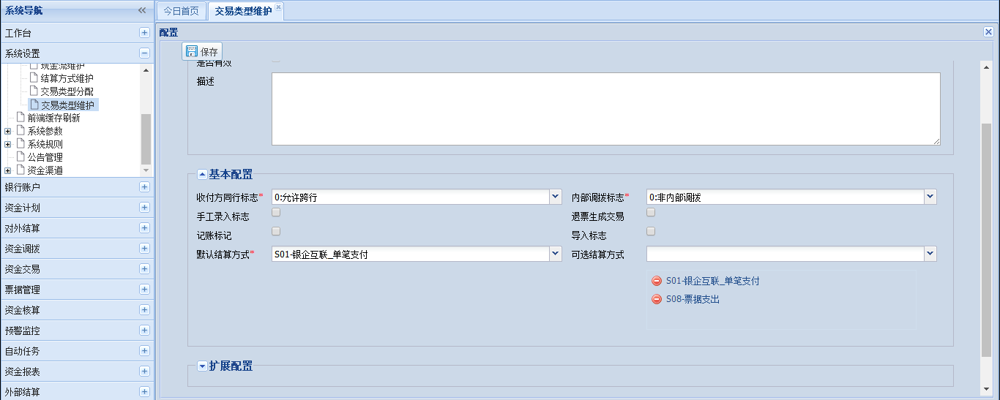 系统导航
今日首页
交易类型维护
工作台
配置
系统设置
保存
现金流维护
结算方式维护
交易类型分配
交易类型维护
前端缓存刷新
系统参数
系统规则
公告管理
资金渠道
银行账户
资金计划
对外结算
资金调拨
资金交易
票据管理
资金核算
预警监控
自动任务
资金报表
外部结算
是否有效
描述
基本配置
收付方同行标志* 0:允许跨行
内部调拨标志* 0:非内部调拨
手工录入标志
退票生成交易
记账标记
导入标志
默认结算方式* S01-银企互联_单笔支付
可选结算方式
S01-银企互联_单笔支付
S08-票据支出
扩展配置